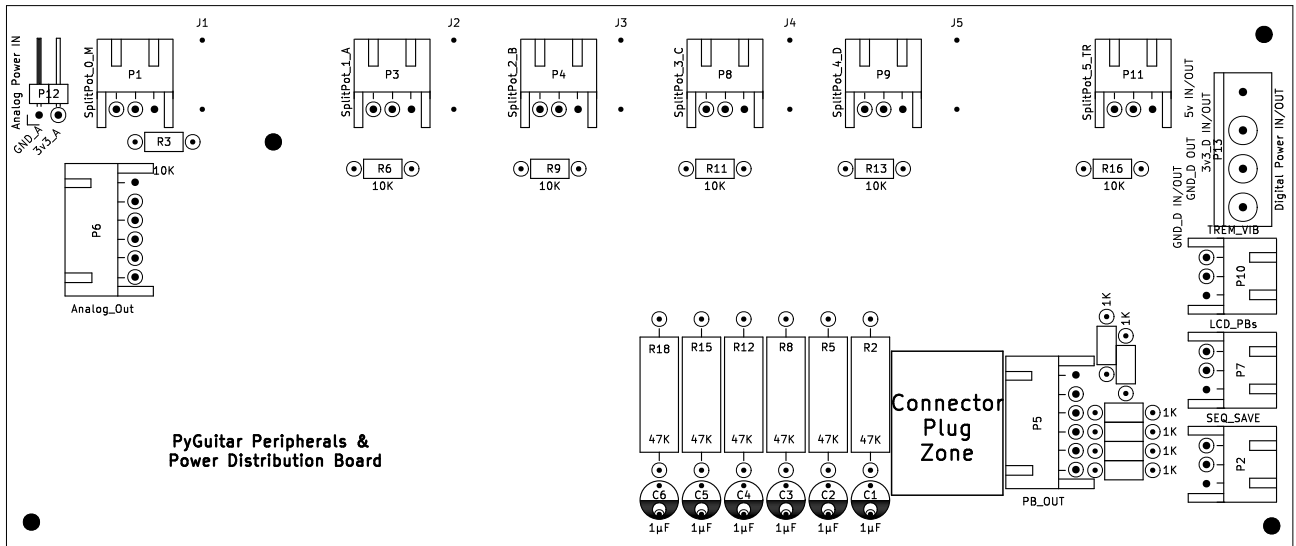 J1
J2
J3
J4
J5
Analog Power IN
P12
GND_A
3v3_A
SplitPot_0_M
P1
SplitPot_1_A
P3
SplitPot_2_B
P4
SplitPot_3_C
P8
SplitPot_4_D
P9
SplitPot_5_TR
P11
5v IN/OUT
3v3_D IN/OUT
GND_D OUT
GND_D IN/OUT
P13
Digital Power IN/OUT
R3
10K
R6
10K
R9
10K
R11
10K
R13
10K
R16
10K
P6
Analog_Out
TREM_VIB
P10
LCD_PBs
P7
SEQ_SAVE
P2
1K
1K
R18
R15
R12
R8
R5
R2
47K
47K
47K
47K
47K
47K
Connector
Plug
Zone
P5
PB_OUT
1K
1K
1K
1K
C6
C5
C4
C3
C2
C1
1µF
1µF
1µF
1µF
1µF
1µF
PyGuitar Peripherals &
Power Distribution Board